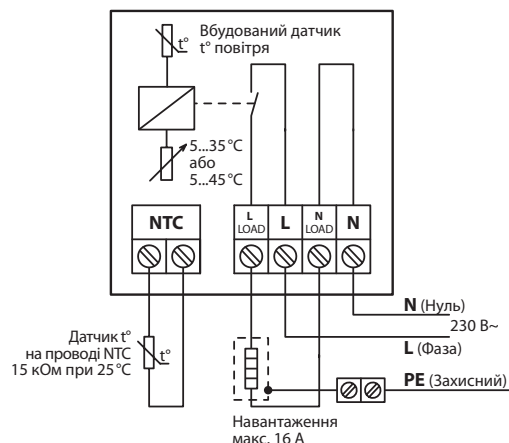 Вбудований датчик
t° повітря
t°
5...35 °C
або
5...45 °C
NTC
L
LOAD
L
N
LOAD
N
N (Нуль)
230 В~
L (Фаза)
PE (Захисний)
Датчик t°
на проводі NTC
15 кОм при 25 °C
t°
Навантаження
макс. 16 А